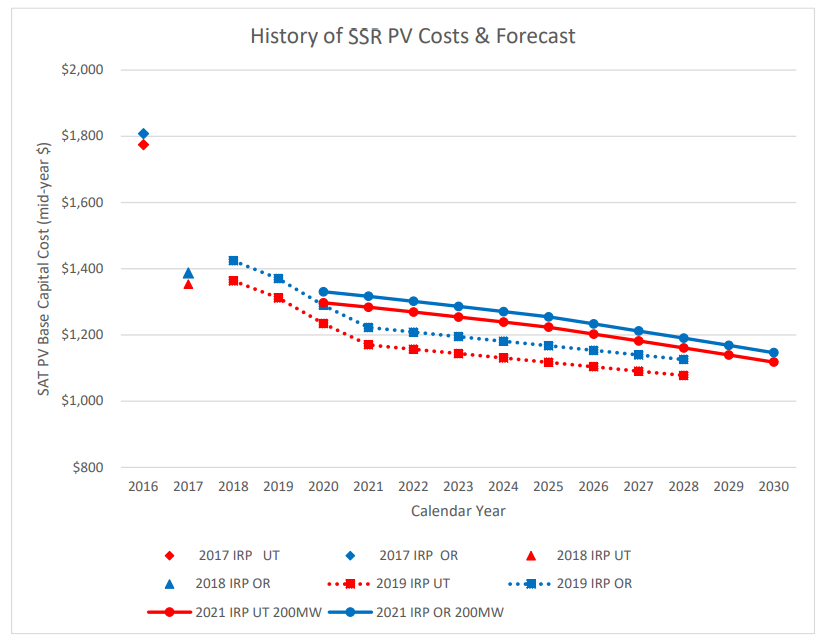 History of SSR PV Costs & Forecast
SAT PV Base Capital Cost (mid-year $)
$2,000
$1,800
$1,600
$1,400
$1,200
$1,000
$800
2016 2017 2018 2019 2020 2021 2022 2023 2024 2025 2026 2027 2028 2029 2030
Calendar Year
2017 IRP UT 2017 IRP OR 2018 IRP UT
2018 IRP OR 2019 IRP UT 2019 IRP OR
2021 IRP UT 200MW 2021 IRP OR 200MW